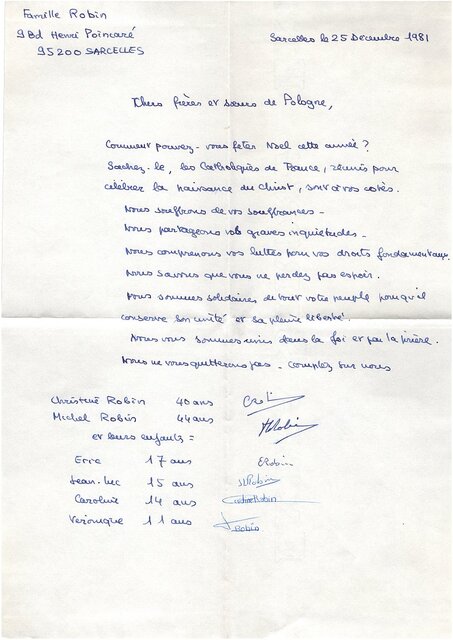 Famille Robin
9 Bd Henri Poincaré
95200 SARCELLES
Sarcelles le 25 Décembre 1981
Chers frères et sœurs de Pologne,
Comment pouvez-vous fêter Noël cette année ?
Sachez-le, les Catholiques de France, réunis pour
célébrer la naissance du Christ, sont à vos côtés.
Nous souffrons de vos souffrances -
Nous partageons vos graves inquiétudes -
Nous comprenons vos luttes pour vos droits fondamentaux.
Nous savons que vous ne perdez pas espoir.
Nous sommes solidaires de tout votre peuple pour qu'il
conserve son unité et sa pleine liberté.
Nous vous sommes unis dans la foi et par la prière.
Nous ne vous quitterons pas - Comptez sur nous
Christine Robin 40 ans
Michel Robin 44 ans
et leurs enfants =
17 ans ERobin
Jean-Luc 15 ans JLRobin
Caroline 14 ans Robin
Véronique 11 ans Robin